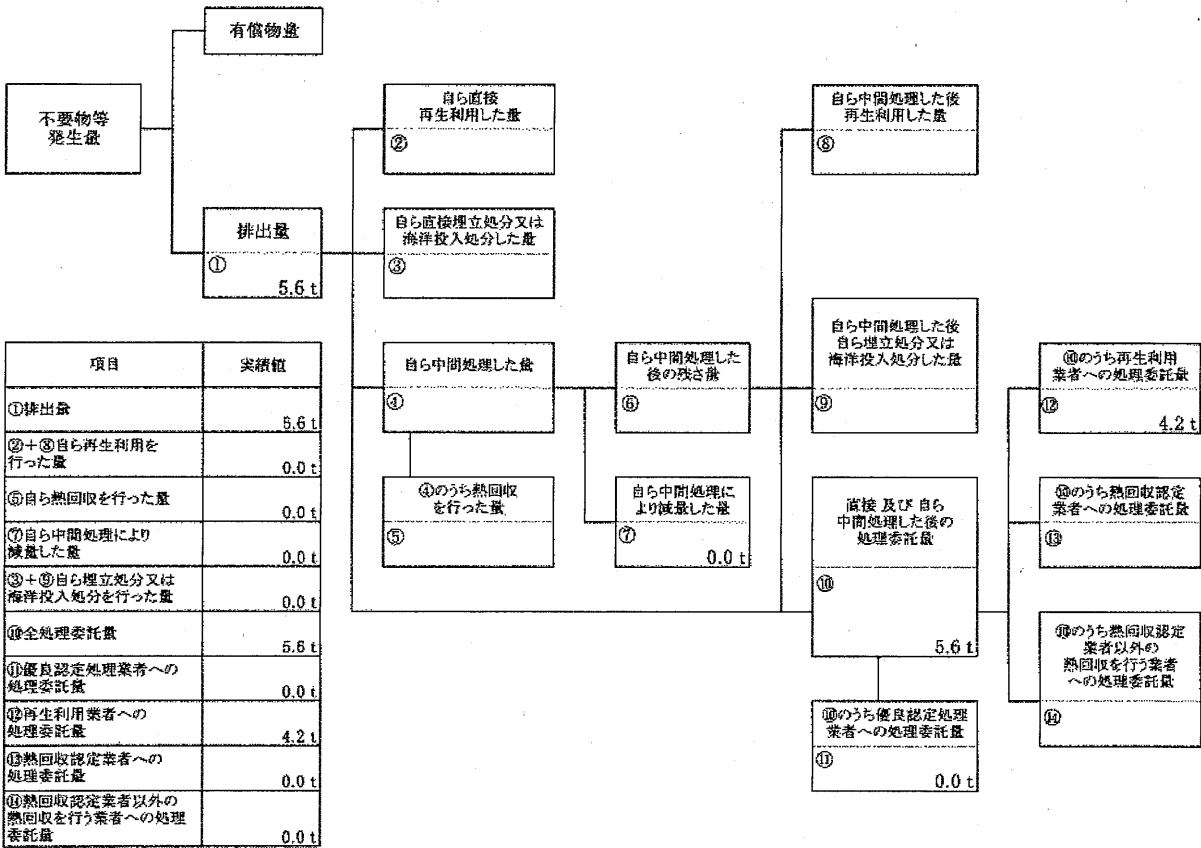 有償物量
不要物等
発生量
排出量
①
5.6 t
自ら直接
再生利用した量
②
自ら直接埋立処分又は
海洋投入処分した量
③
自ら中間処理した量
④
④のうち熱回収
を行った量
⑤
自ら中間処理した
後の残さ量
⑥
自ら中間処理に
より減量した量
⑦
0.0 t
自ら中間処理した後
再生利用した量
⑧
自ら中間処理した後
自ら埋立処分又は
海洋投入処分した量
⑨
直接 及び 自ら
中間処理した後の
処理委託量
⑩
5.6 t
⑩のうち優良認定処理
業者への処理委託量
⑪
0.0 t
⑩のうち再生利用
業者への処理委託量
⑫
4.2 t
⑩のうち熱回収認定
業者への処理委託量
⑬
⑩のうち熱回収認定
業者以外の
熱回収を行う業者
への処理委託量
⑭
項目 実績値
①排出量 5.6 t
②+⑧自ら再生利用を
行った量 0.0 t
⑤自ら熱回収を行った量 0.0 t
⑦自ら中間処理により
減量した量 0.0 t
③+⑨自ら埋立処分又は
海洋投入処分を行った量 0.0 t
⑩全処理委託量 5.6 t
⑪優良認定処理業者への
処理委託量 0.0 t
⑫再生利用業者への
処理委託量 4.2 t
⑬熱回収認定業者への
処理委託量 0.0 t
⑭熱回収認定業者以外の
熱回収を行う業者への処理
委託量 0.0 t